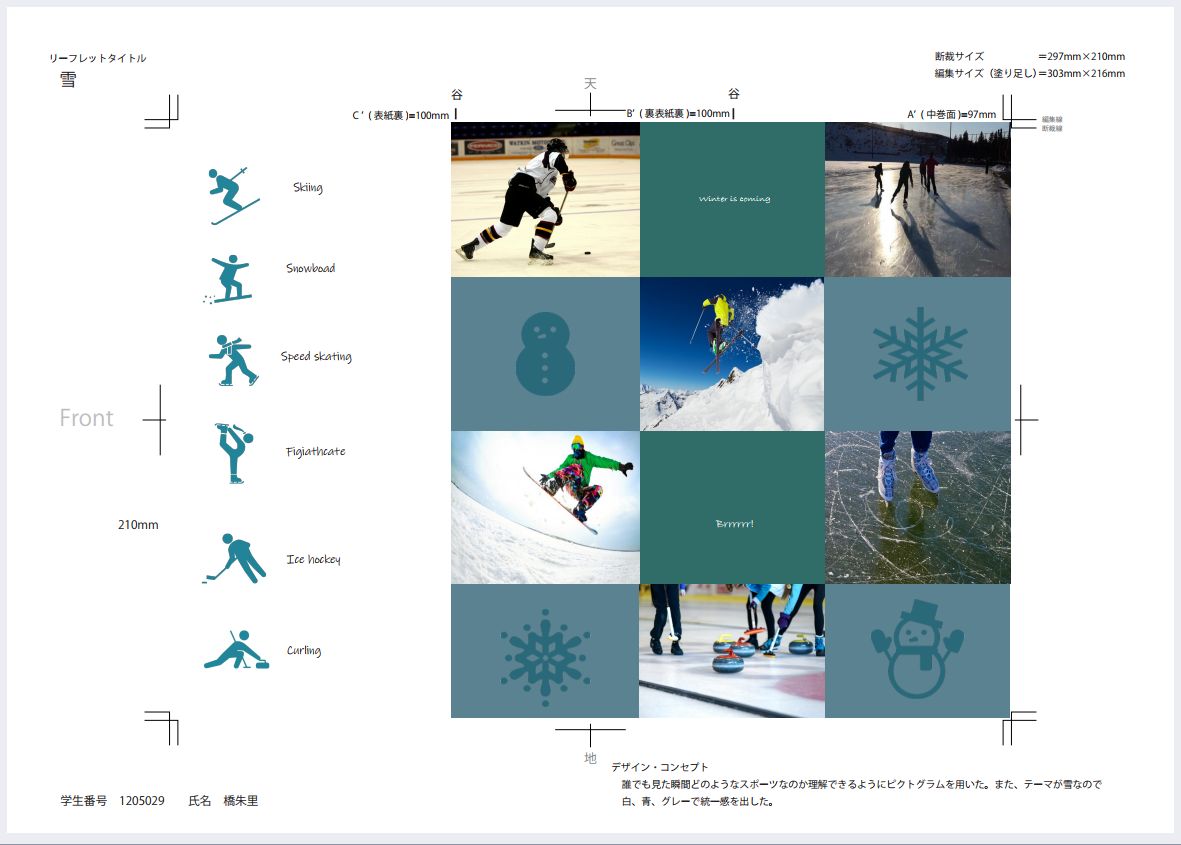 リーフレットタイトル
雪
断裁サイズ ＝297mm×210mm
編集サイズ（塗り足し）＝303mm×216mm
天
谷
谷
C’ ( 表紙裏 )=100mm
B’ ( 裏表紙裏 )=100mm
A’ ( 中巻面 )=97mm
編集線
断裁線
WATKIN MOTORS
Great Clips
Skiing
Winter is coming
Snowboad
Speed skating
Front
Figiathcate
210mm
Brrrrrr!
Ice hockey
Curling
地
デザイン・コンセプト
誰でも見た瞬間どのようなスポーツなのか理解できるようにピクトグラムを用いた。また、テーマが雪なので
白、青、グレーで統一感を出した。
学生番号 1205029 氏名 橋朱里